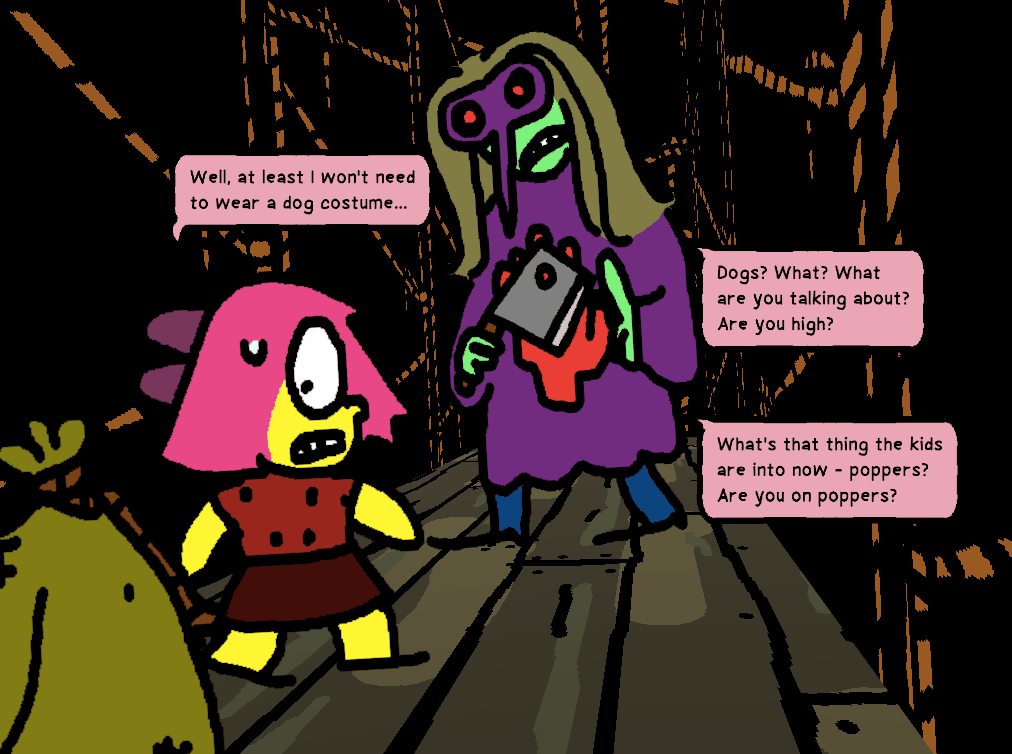 Well, at least I won't need
to wear a dog costume...
Dogs? What? What
are you talking about?
Are you high?
What's that thing the kids
are into now - poppers?
Are you on poppers?